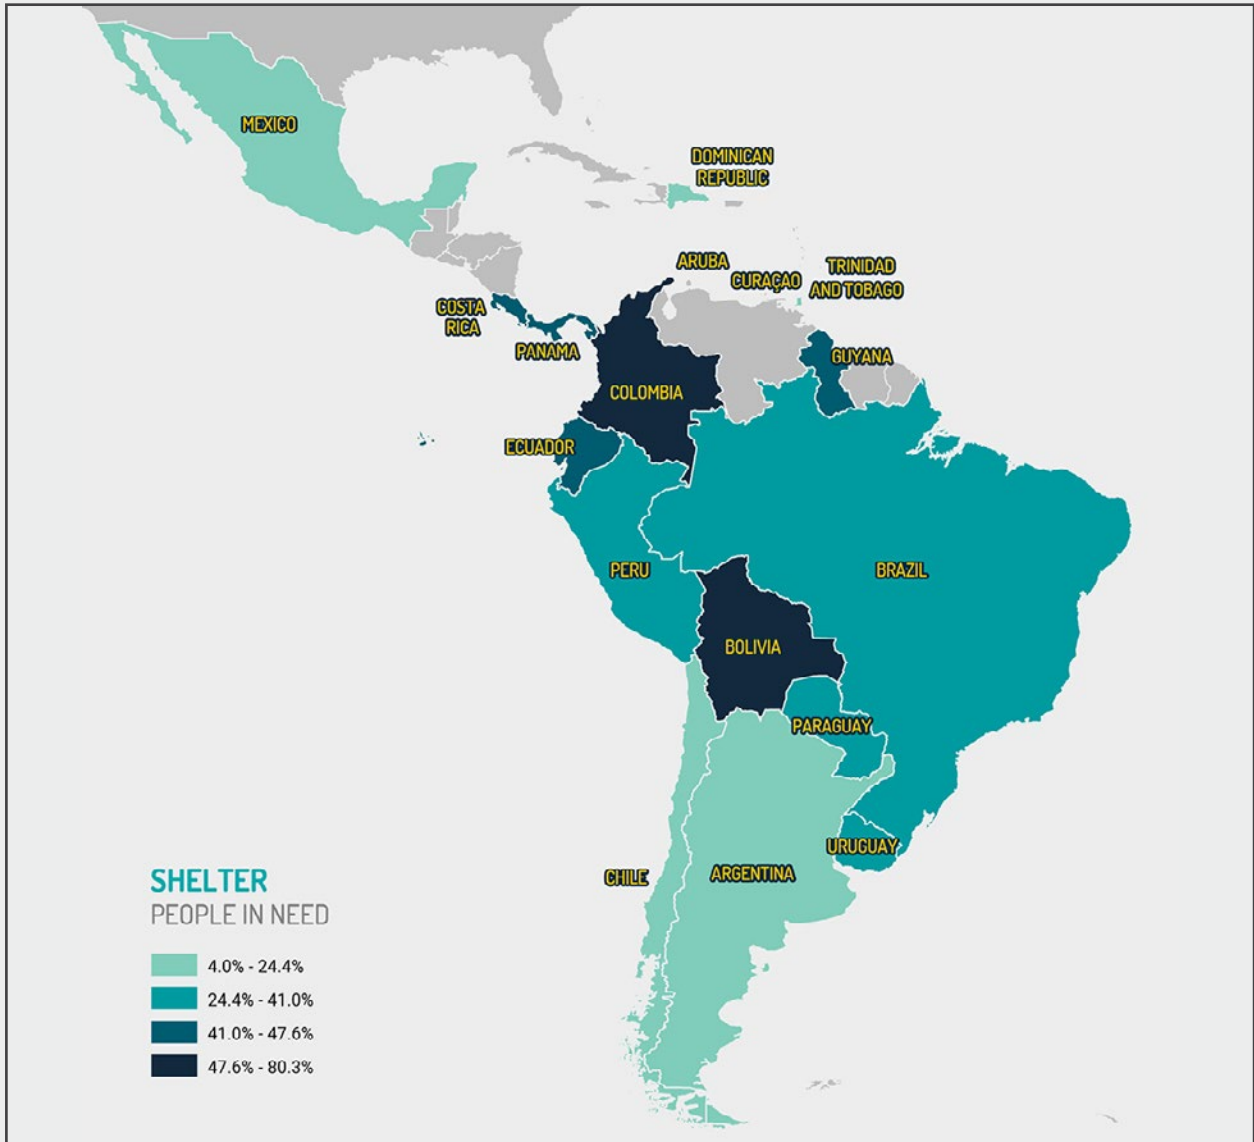 MEXICO
DOMINICAN
REPUBLIC
ARUBA
CURAÇAO
TRINIDAD
AND TOBAGO
COSTA
RICA
PANAMA
GUYANA
COLOMBIA
ECUADOR
PERU
BRAZIL
BOLIVIA
PARAGUAY
URUGUAY
CHILE
ARGENTINA
SHELTER
PEOPLE IN NEED
4.0% - 24.4%
24.4% - 41.0%
41.0% - 47.6%
47.6% - 80.3%